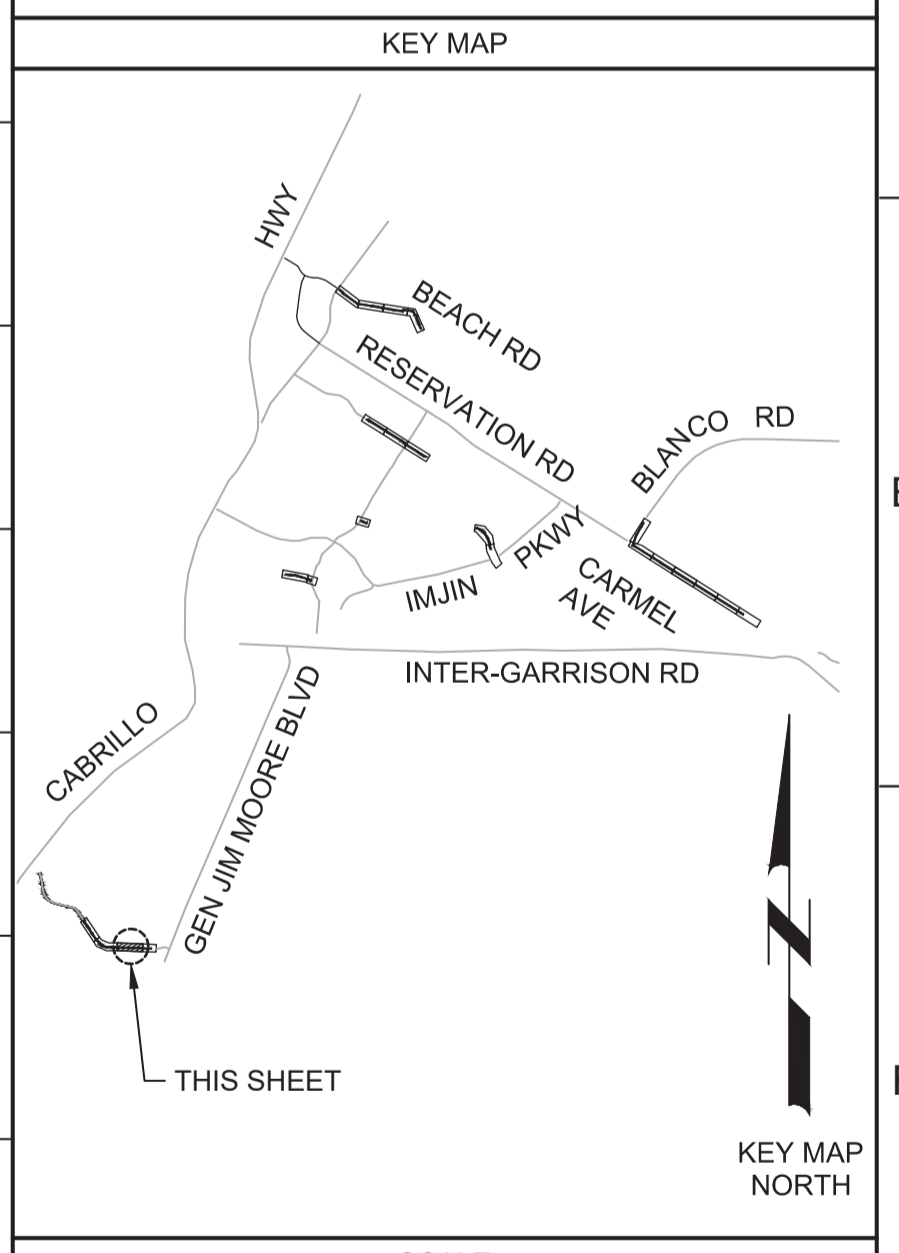 KEY MAP
HWY
BEACH RD
RESERVATION RD
BLANCO RD
IMJIN PKWY
CARMEL
AVE
INTER-GARRISON RD
CABRILLO
GEN JIM MOORE BLVD
THIS SHEET
N
KEY MAP
NORTH